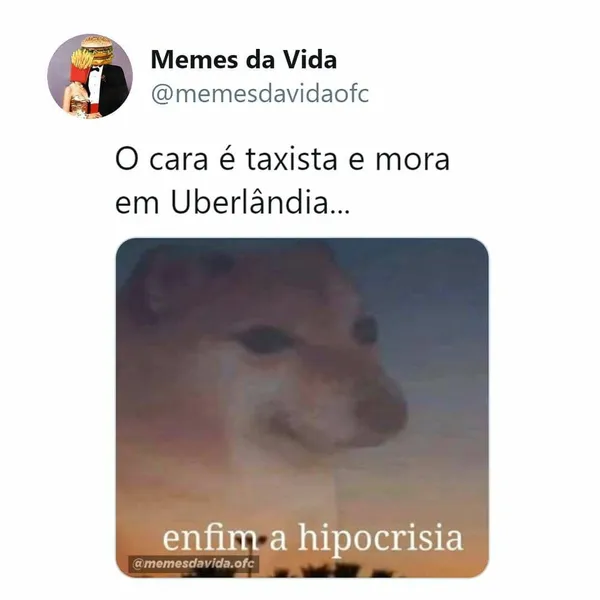 Memes da Vida
@memesdavidaofc
O cara é taxista e mora
em Uberlândia...
enfim a hipocrisia
@memesdavida.ofc